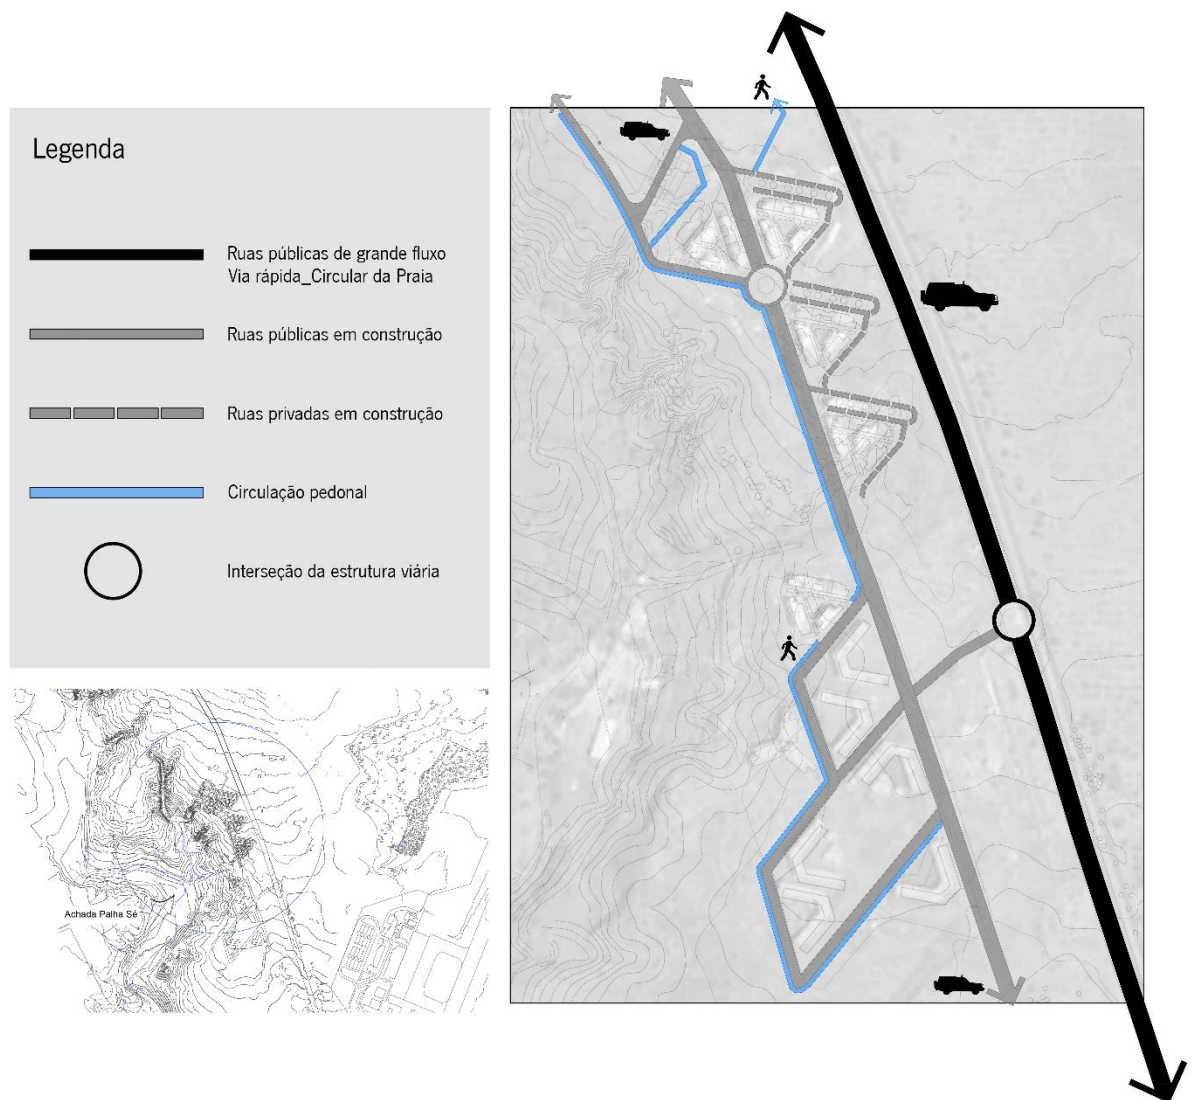 Legenda
Ruas públicas de grande fluxo
Via rápida_Circular da Praia
Ruas públicas em construção
Ruas privadas em construção
Circulação pedonal
Interseção da estrutura viária
Achada Palha Sé